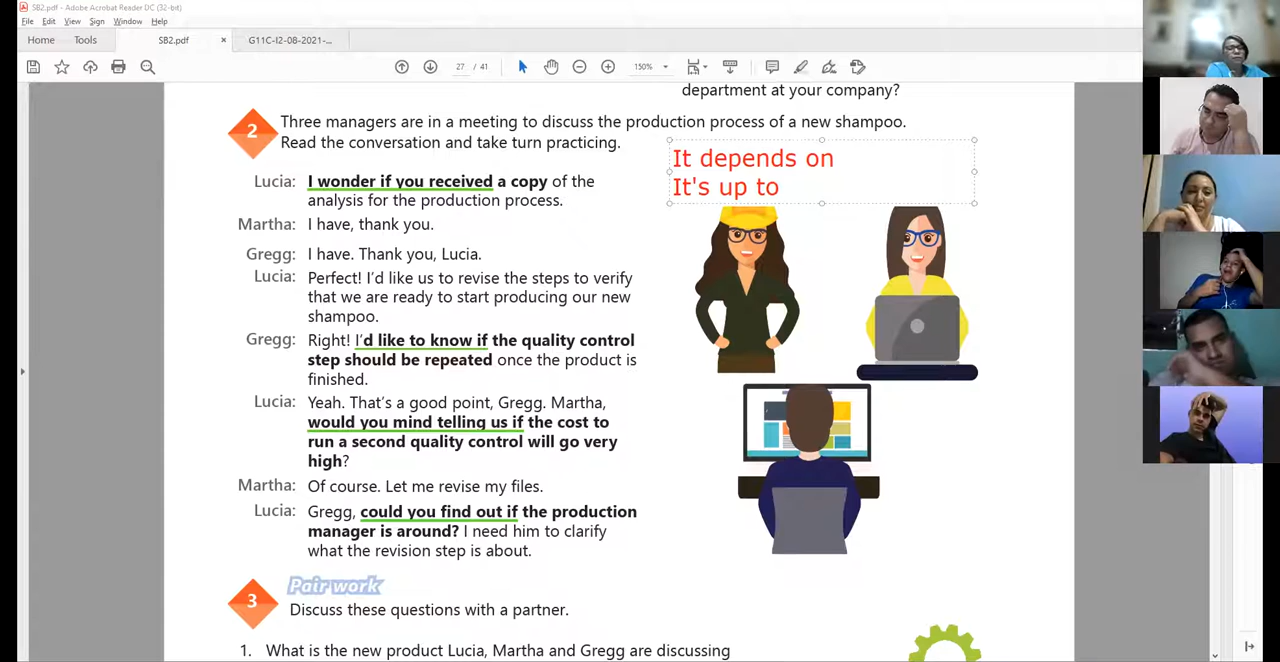 SB2.pdf - Adobe Acrobat Reader DC (32-bit)
File Edit View Sign Window Help
Home Tools SB2.pdf × G11C-I2-08-2021-...
27 / 41 150%
department at your company?
2 Three managers are in a meeting to discuss the production process of a new shampoo.
Read the conversation and take turn practicing.
It depends on
It's up to
Lucia: I wonder if you received a copy of the
analysis for the production process.
Martha: I have, thank you.
Gregg: I have. Thank you, Lucia.
Lucia: Perfect! I'd like us to revise the steps to verify
that we are ready to start producing our new
shampoo.
Gregg: Right! I'd like to know if the quality control
step should be repeated once the product is
finished.
Lucia: Yeah. That's a good point, Gregg. Martha,
would you mind telling us if the cost to
run a second quality control will go very
high?
Martha: Of course. Let me revise my files.
Lucia: Gregg, could you find out if the production
manager is around? I need him to clarify
what the revision step is about.
Pair work
3 Discuss these questions with a partner.
1. What is the new product Lucia, Martha and Gregg are discussing